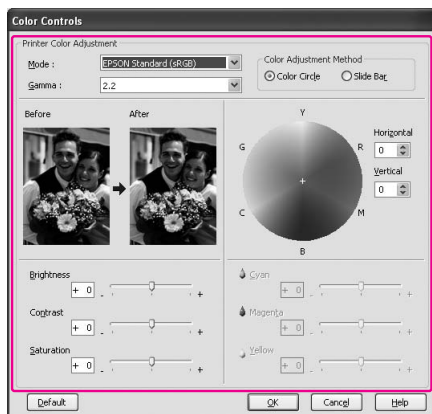 Color Controls
Printer Color Adjustment
Mode : EPSON Standard (sRGB)
Gamma : 2.2
Color Adjustment Method
Color Circle Slide Bar
Before After
Y
G R
C M
B
Horizontal
0
Vertical
0
Brightness
+ 0 - +
Contrast
+ 0 - +
Saturation
+ 0 - +
Cyan
+ 0 - +
Magenta
+ 0 - +
Yellow
+ 0 - +
Default OK Cancel Help